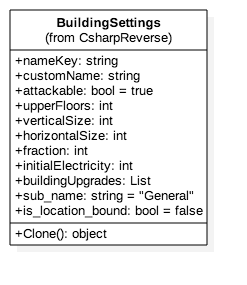 BuildingSettings
(from CsharpReverse)
+nameKey: string
+customName: string
+attackable: bool = true
+upperFloors: int
+verticalSize: int
+horizontalSize: int
+fraction: int
+initialElectricity: int
+buildingUpgrades: List
+sub_name: string = "General"
+is_location_bound: bool = false
+Clone(): object